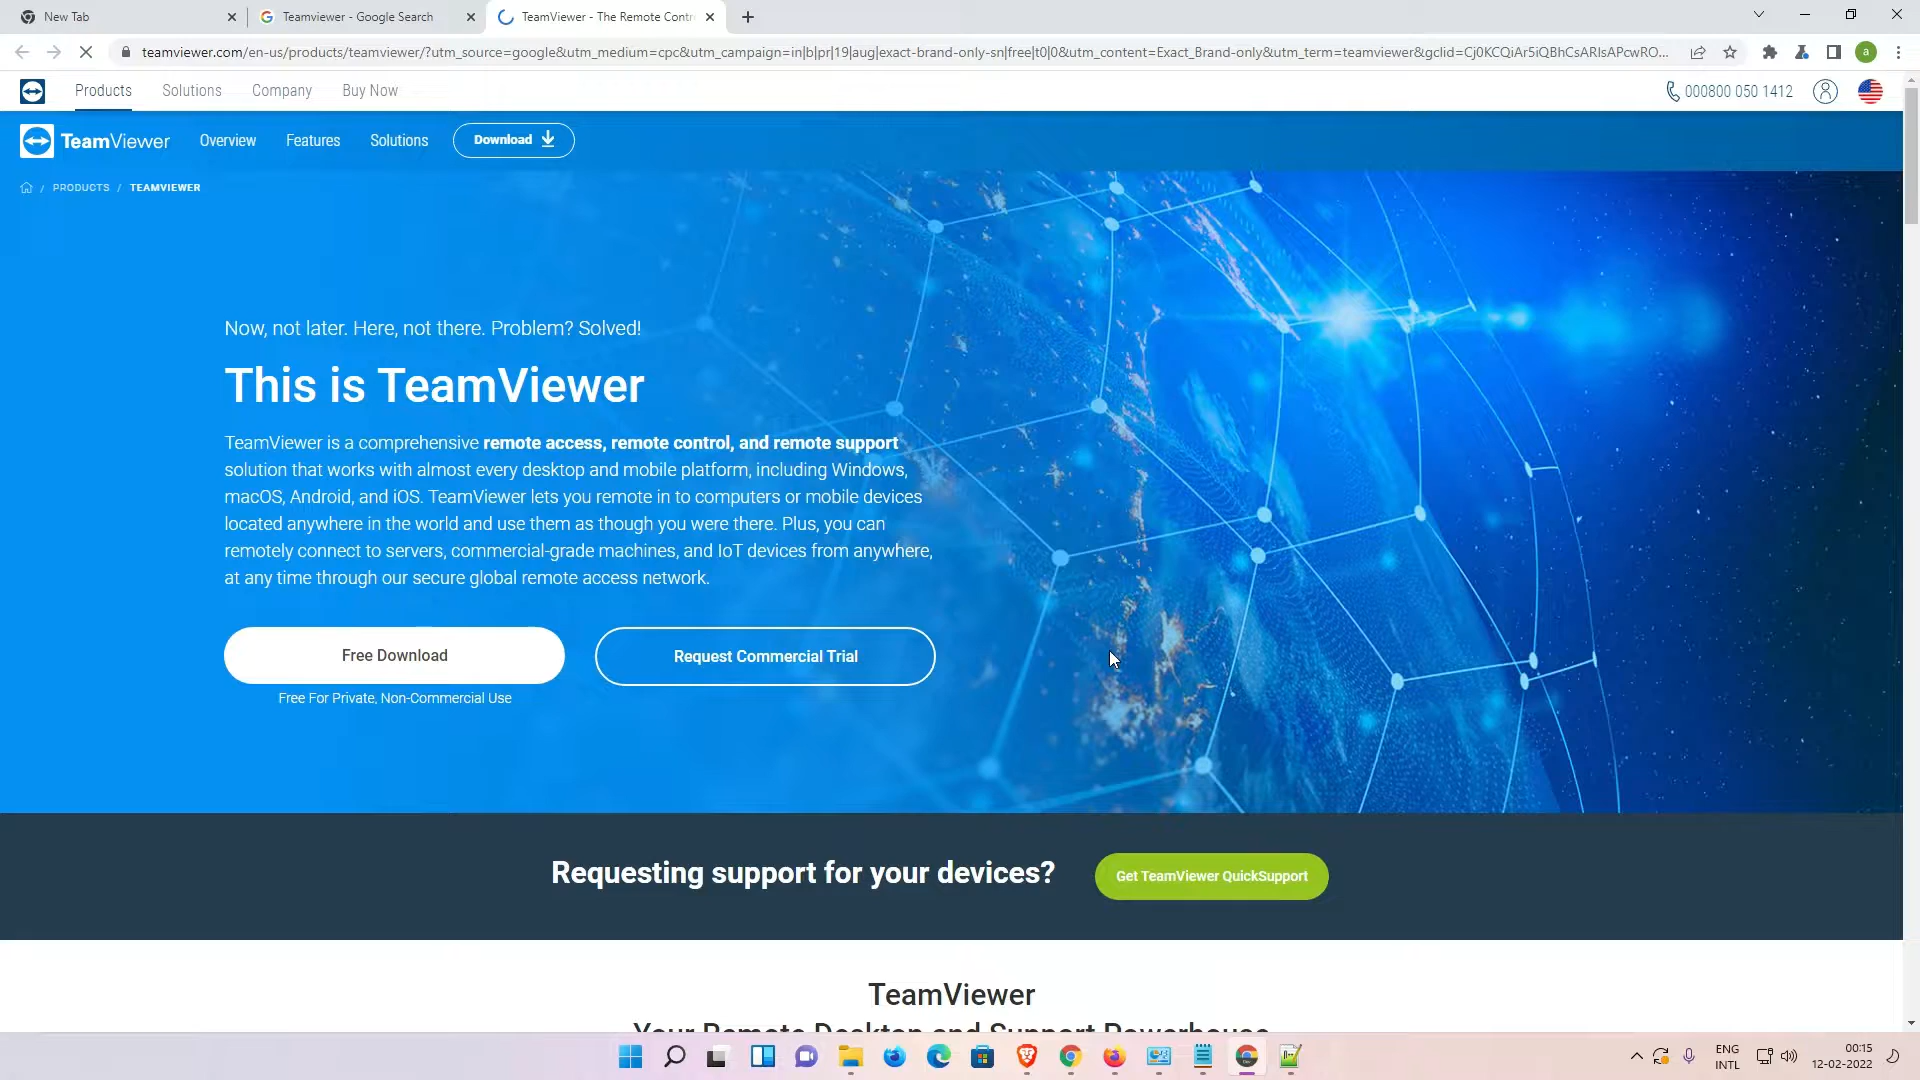 New Tab
Teamviewer - Google Search
TeamViewer - The Remote Contr
teamviewer.com/en-us/products/teamviewer/?utm_source=google&utm_medium=cpc&utm_campaign=in|b|pr|19|aug|exact-brand-only-sn|free|t0|0&utm_content=Exact_Brand-only&utm_term=teamviewer&gclid=Cj0KCQiAr5iQBhCsARIsAPcwRO...
a
Products
Solutions
Company
Buy Now
000800 050 1412
TeamViewer
Overview
Features
Solutions
Download
/ PRODUCTS / TEAMVIEWER
Now, not later. Here, not there. Problem? Solved!
This is TeamViewer
TeamViewer is a comprehensive remote access, remote control, and remote support
solution that works with almost every desktop and mobile platform, including Windows,
macOS, Android, and iOS. TeamViewer lets you remote in to computers or mobile devices
located anywhere in the world and use them as though you were there. Plus, you can
remotely connect to servers, commercial-grade machines, and IoT devices from anywhere,
at any time through our secure global remote access network.
Free Download
Request Commercial Trial
Free For Private, Non-Commercial Use
Requesting support for your devices?
Get TeamViewer QuickSupport
TeamViewer
Your Remote Desktop and Support Powerhouse
ENG
INTL
00:15
12-02-2022